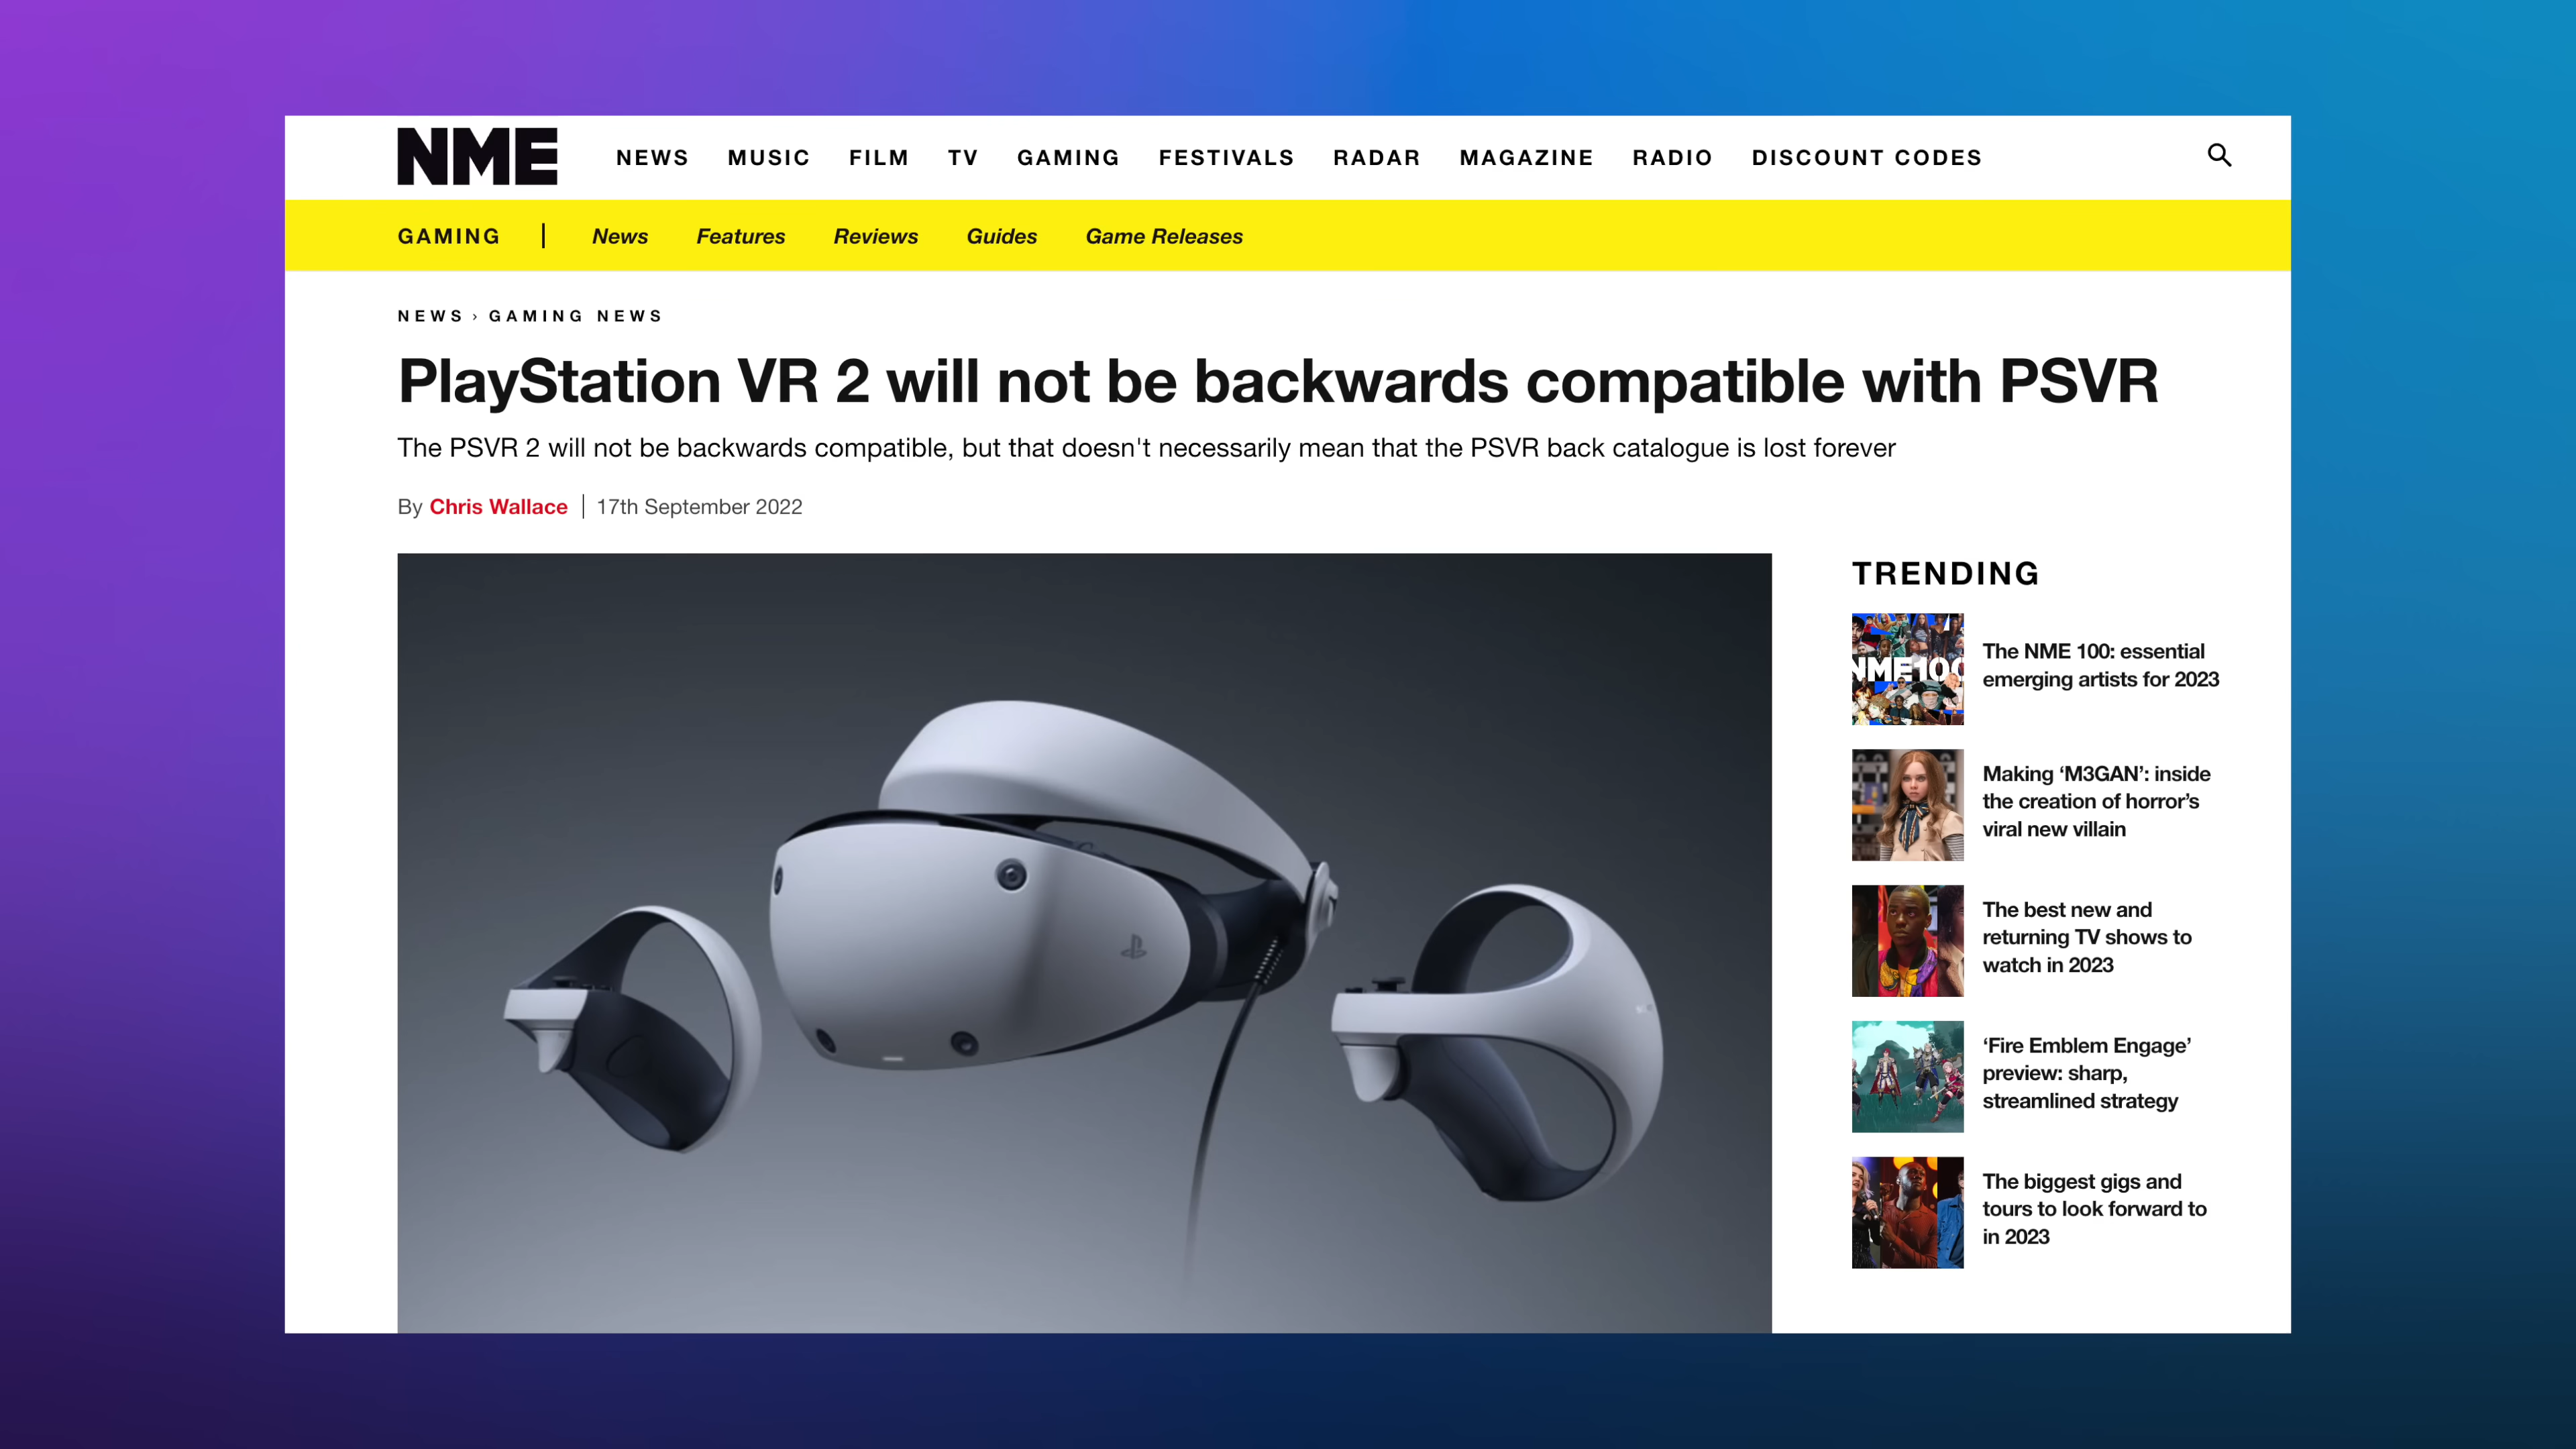 NME
NEWS MUSIC FILM TV GAMING FESTIVALS RADAR MAGAZINE RADIO DISCOUNT CODES
GAMING | News Features Reviews Guides Game Releases
NEWS › GAMING NEWS
PlayStation VR 2 will not be backwards compatible with PSVR
The PSVR 2 will not be backwards compatible, but that doesn't necessarily mean that the PSVR back catalogue is lost forever
By Chris Wallace | 17th September 2022
TRENDING
NME100
The NME 100: essential
emerging artists for 2023
Making ‘M3GAN’: inside
the creation of horror’s
viral new villain
The best new and
returning TV shows to
watch in 2023
‘Fire Emblem Engage’
preview: sharp,
streamlined strategy
The biggest gigs and
tours to look forward to
in 2023